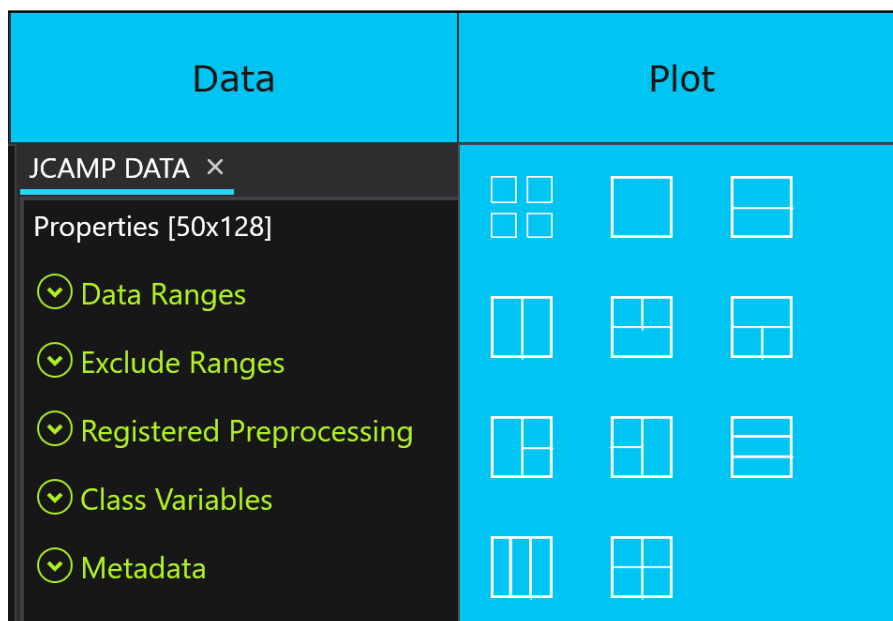 Data
Plot
JCAMP DATA ×
Properties [50x128]
Data Ranges
Exclude Ranges
Registered Preprocessing
Class Variables
Metadata